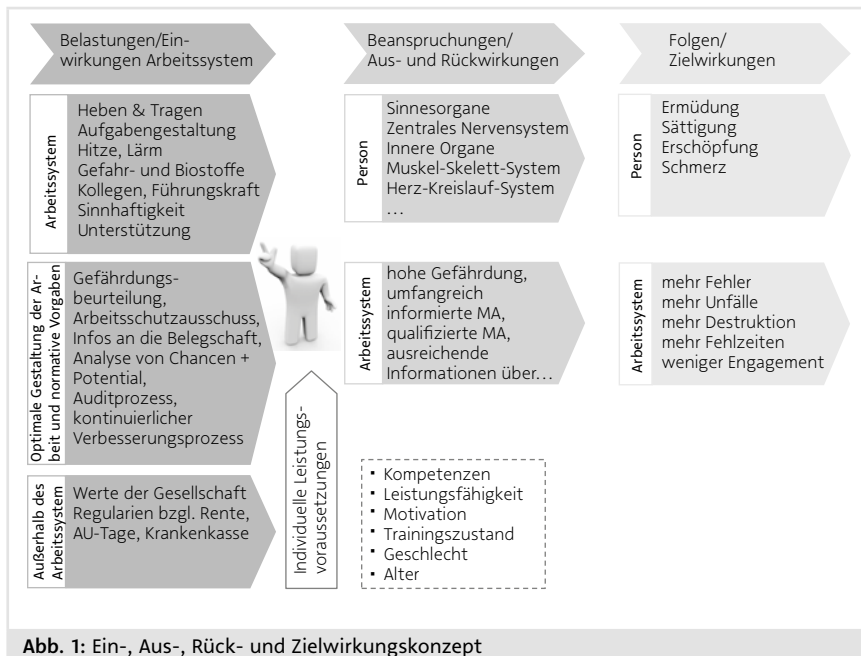 Belastungen/Ein-
wirkungen Arbeitssystem
Beanspruchungen/
Aus- und Rückwirkungen
Folgen/
Zielwirkungen
Arbeitssystem
Heben & Tragen
Aufgabengestaltung
Hitze, Lärm
Gefahr- und Biostoffe
Kollegen, Führungskraft
Sinnhaftigkeit
Unterstützung
Person
Sinnesorgane
Zentrales Nervensystem
Innere Organe
Muskel-Skelett-System
Herz-Kreislauf-System
...
Person
Ermüdung
Sättigung
Erschöpfung
Schmerz
Optimale Gestaltung der Ar-
beit und normative Vorgaben
Gefährdungs-
beurteilung,
Arbeitsschutzausschuss,
Infos an die Belegschaft,
Analyse von Chancen +
Potential,
Auditprozess,
kontinuierlicher
Verbesserungsprozess
Arbeitssystem
hohe Gefährdung,
umfangreich
informierte MA,
qualifizierte MA,
ausreichende
Informationen über...
Arbeitssystem
mehr Fehler
mehr Unfälle
mehr Destruktion
mehr Fehlzeiten
weniger Engagement
Außerhalb des
Arbeitssystem
Werte der Gesellschaft
Regularien bzgl. Rente,
AU-Tage, Krankenkasse
Individuelle Leistungs-
voraussetzungen
▪ Kompetenzen
▪ Leistungsfähigkeit
▪ Motivation
▪ Trainingszustand
▪ Geschlecht
▪ Alter
Abb. 1: Ein-, Aus-, Rück- und Zielwirkungskonzept